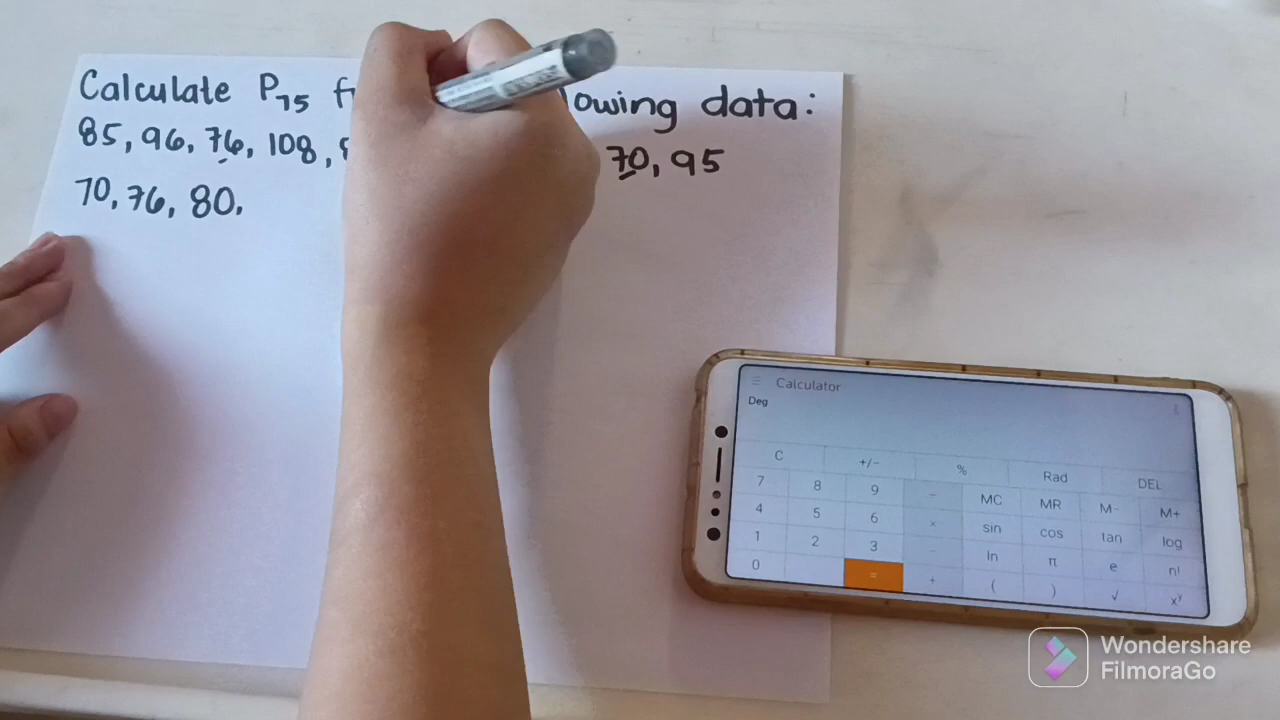 Calculate P75 data:
85, 96, 76, 108, 70, 95
70, 76, 80,
Calculator
Deg
C +/- % Rad DEL
7 8 9 MC MR M- M+
4 5 6 × sin cos tan log
1 2 3 − ln π e n!
0 = + ( ) √ xʸ
Wondershare
FilmoraGo